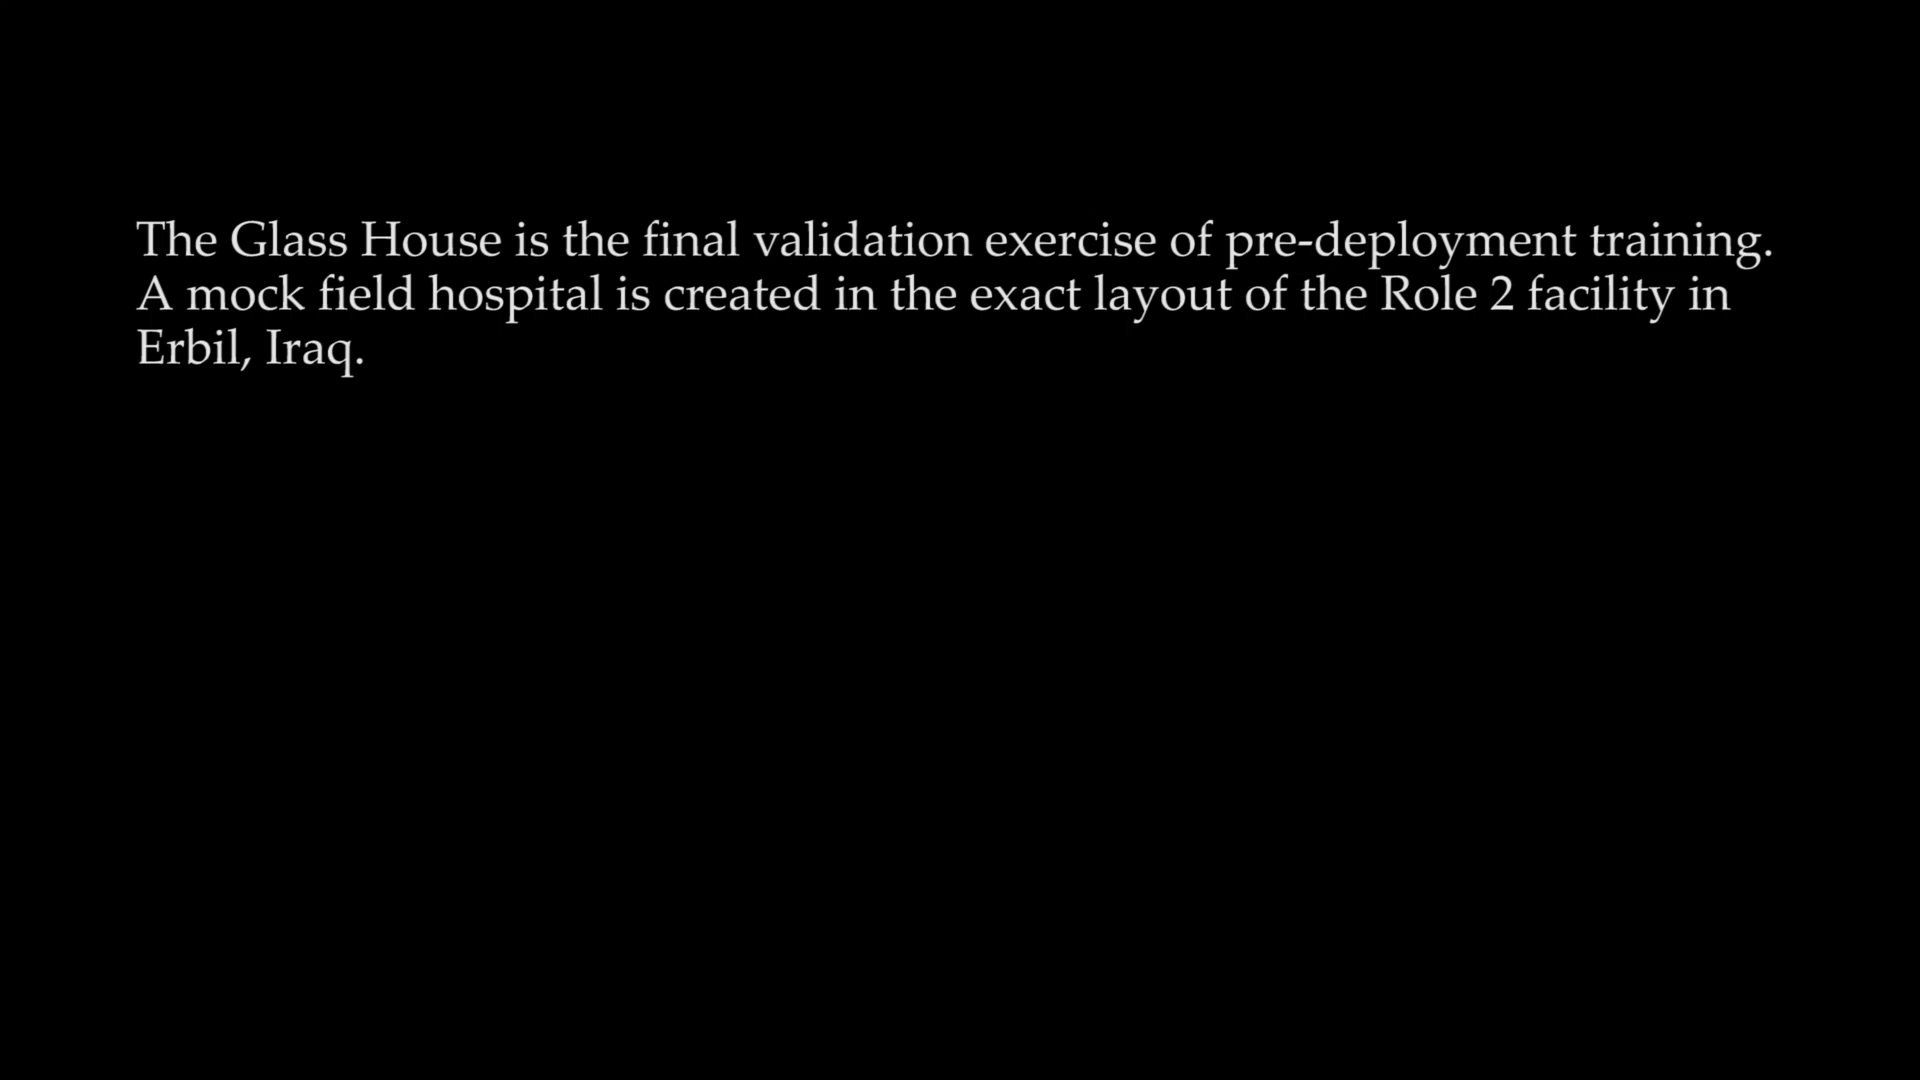 The Glass House is the final validation exercise of pre-deployment training.
A mock field hospital is created in the exact layout of the Role 2 facility in
Erbil, Iraq.